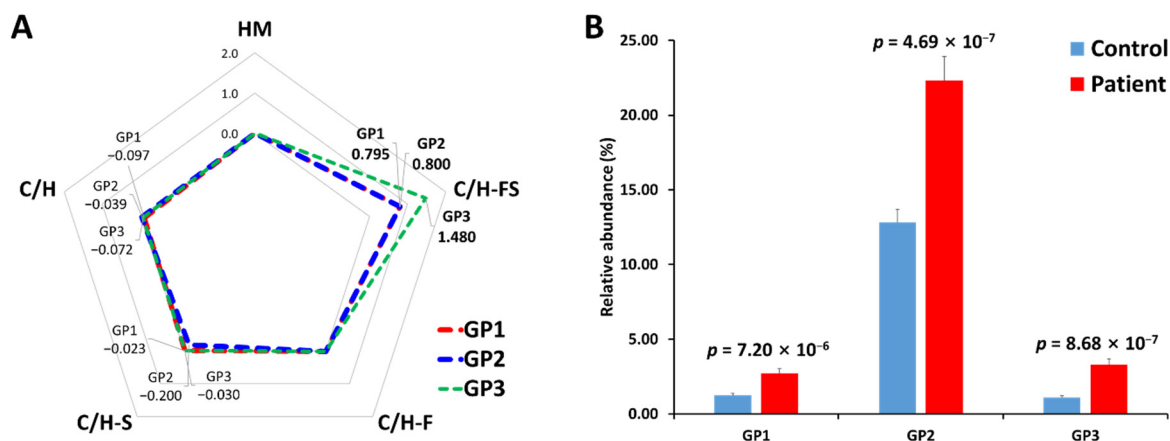 A
HM
2.0
1.0
0.0
GP1
−0.097
C/H
GP2
−0.039
GP3
−0.072
GP1
0.795
GP2
0.800
C/H-FS
GP3
1.480
GP1
−0.023
GP2
−0.200
GP3
−0.030
C/H-S
C/H-F
GP1
GP2
GP3
B
Relative abundance (%)
25.00
20.00
15.00
10.00
5.00
0.00
p = 7.20 × 10−6
p = 4.69 × 10−7
p = 8.68 × 10−7
Control
Patient
GP1
GP2
GP3